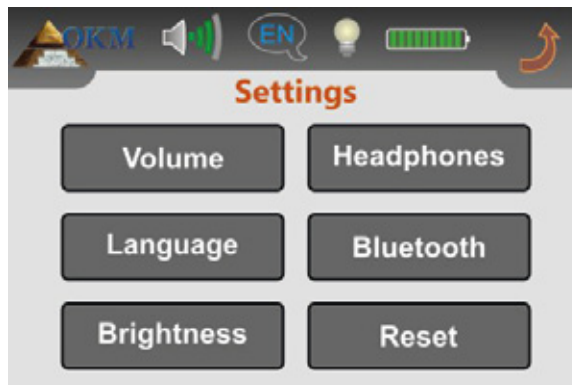 OKM EN
Settings
Volume Headphones
Language Bluetooth
Brightness Reset